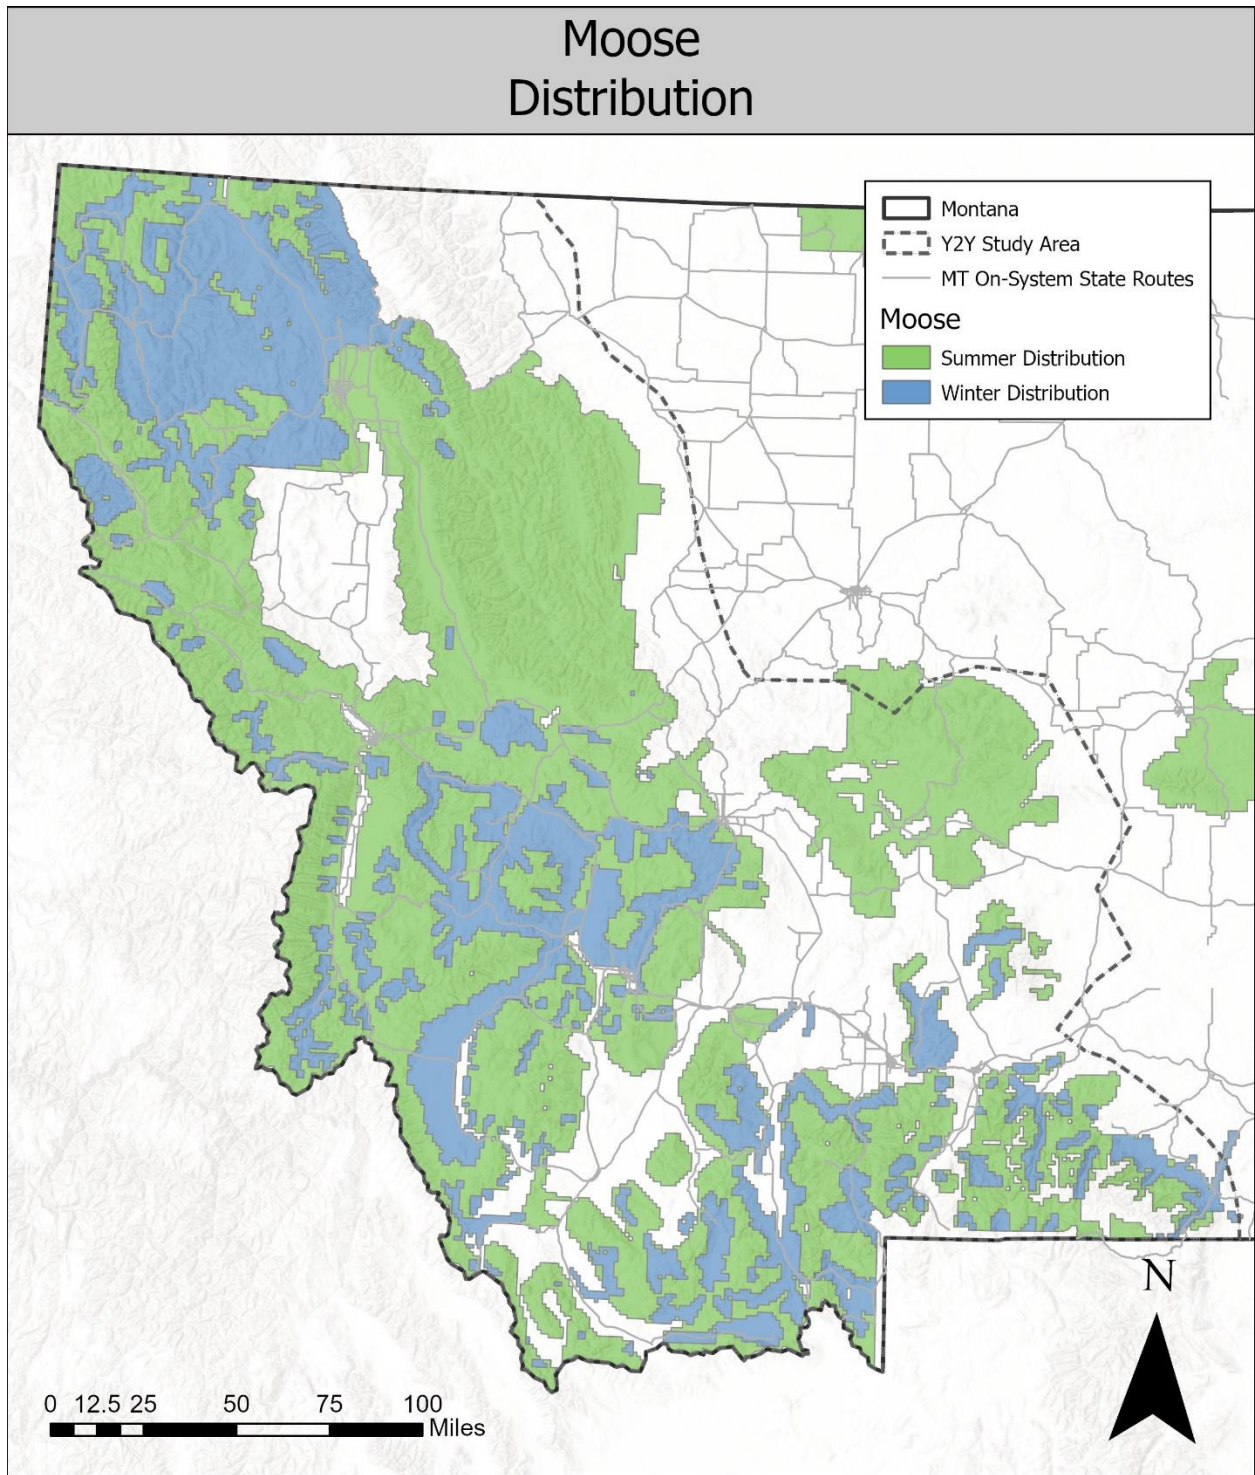 Moose
Distribution
Montana
Y2Y Study Area
MT On-System State Routes
Moose
Summer Distribution
Winter Distribution
N
0 12.5 25 50 75 100
Miles